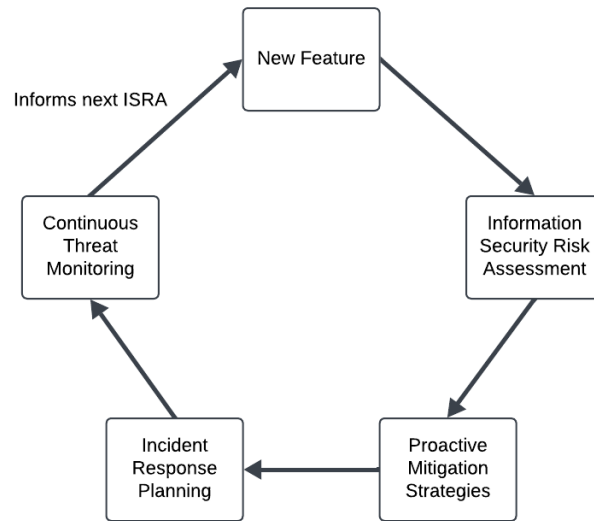 New Feature
Informs next ISRA
Continuous
Threat
Monitoring
Information
Security Risk
Assessment
Incident
Response
Planning
Proactive
Mitigation
Strategies